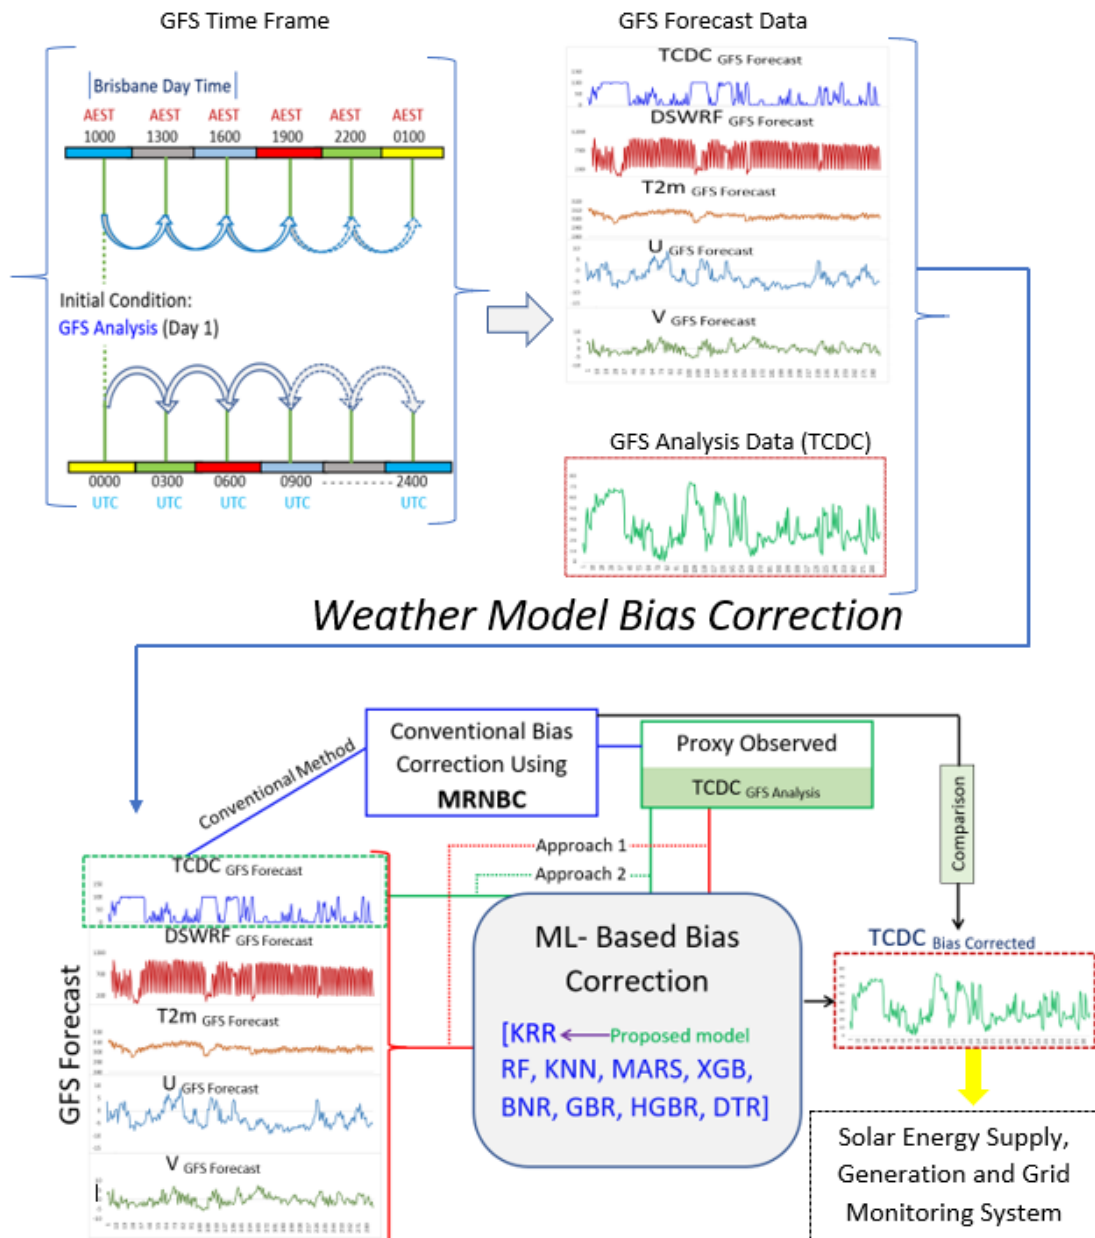 GFS Time Frame
GFS Forecast Data
Brisbane Day Time
AEST AEST AEST AEST AEST AEST
1000 1300 1600 1900 2200 0100
Initial Condition:
GFS Analysis (Day 1)
0000 0300 0600 0900 2400
UTC UTC UTC UTC UTC
TCDC GFS Forecast
DSWRF GFS Forecast
T2m GFS Forecast
U GFS Forecast
V GFS Forecast
GFS Analysis Data (TCDC)
Weather Model Bias Correction
Conventional Method
Conventional Bias
Correction Using
MRNBC
Proxy Observed
TCDC GFS Analysis
Comparison
Approach 1
Approach 2
GFS Forecast
TCDC GFS Forecast
DSWRF GFS Forecast
T2m GFS Forecast
U GFS Forecast
V GFS Forecast
ML- Based Bias
Correction
[KRR Proposed model
RF, KNN, MARS, XGB,
BNR, GBR, HGBR, DTR]
TCDC Bias Corrected
Solar Energy Supply,
Generation and Grid
Monitoring System